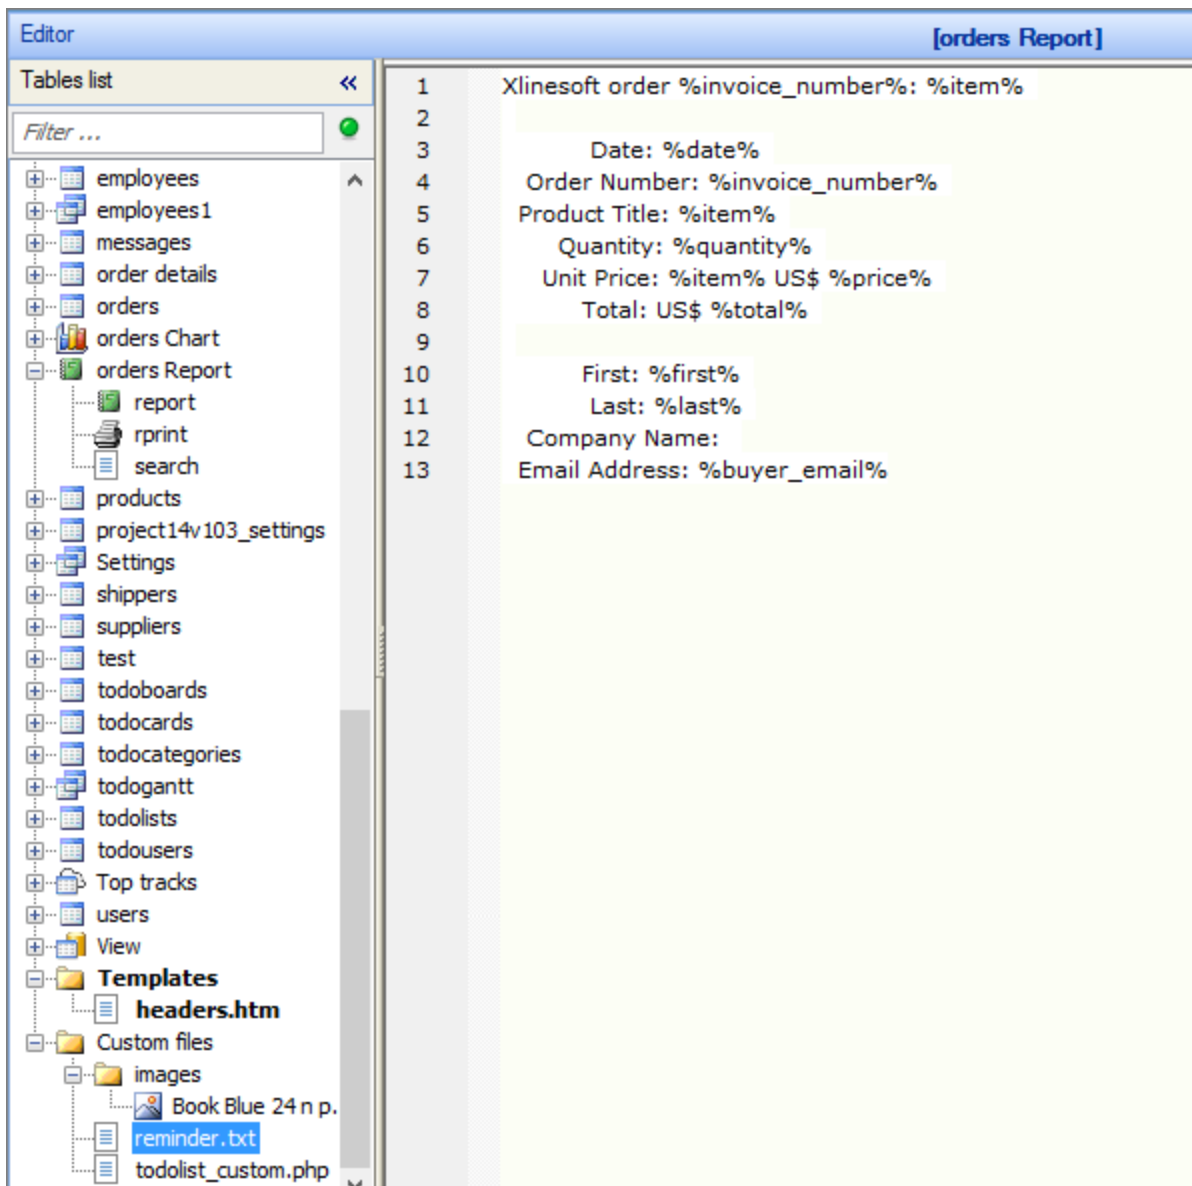 Editor
[orders Report]
Tables list «
Filter ...
employees
employees1
messages
order details
orders
orders Chart
orders Report
report
rprint
search
products
project14v103_settings
Settings
shippers
suppliers
test
todoboards
todocards
todocategories
todogantt
todolists
todousers
Top tracks
users
View
Templates
headers.htm
Custom files
images
Book Blue 24 n p.
reminder.txt
todolist_custom.php
1 Xlinesoft order %invoice_number%: %item%
2
3 Date: %date%
4 Order Number: %invoice_number%
5 Product Title: %item%
6 Quantity: %quantity%
7 Unit Price: %item% US$ %price%
8 Total: US$ %total%
9
10 First: %first%
11 Last: %last%
12 Company Name:
13 Email Address: %buyer_email%